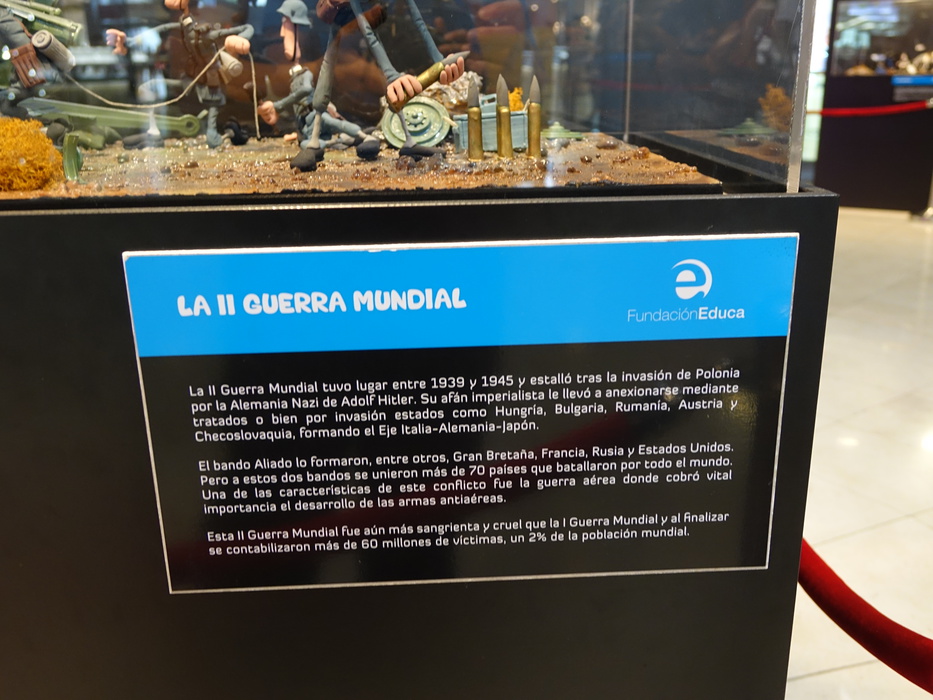 LA II GUERRA MUNDIAL
FundaciónEduca
La II Guerra Mundial tuvo lugar entre 1939 y 1945 y estalló tras la invasión de Polonia
por la Alemania Nazi de Adolf Hitler. Su afán imperialista le llevó a anexionarse mediante
tratados o bien por invasión estados como Hungría, Bulgaria, Rumanía, Austria y
Checoslovaquia, formando el Eje Italia-Alemania-Japón.
El bando Aliado lo formaron, entre otros, Gran Bretaña, Francia, Rusia y Estados Unidos.
Pero a estos dos bandos se unieron más de 70 países que batallaron por todo el mundo.
Una de las características de este conflicto fue la guerra aérea donde cobró vital
importancia el desarrollo de las armas antiaéreas.
Esta II Guerra Mundial fue aún más sangrienta y cruel que la I Guerra Mundial y al finalizar
se contabilizaron más de 60 millones de víctimas, un 2% de la población mundial.